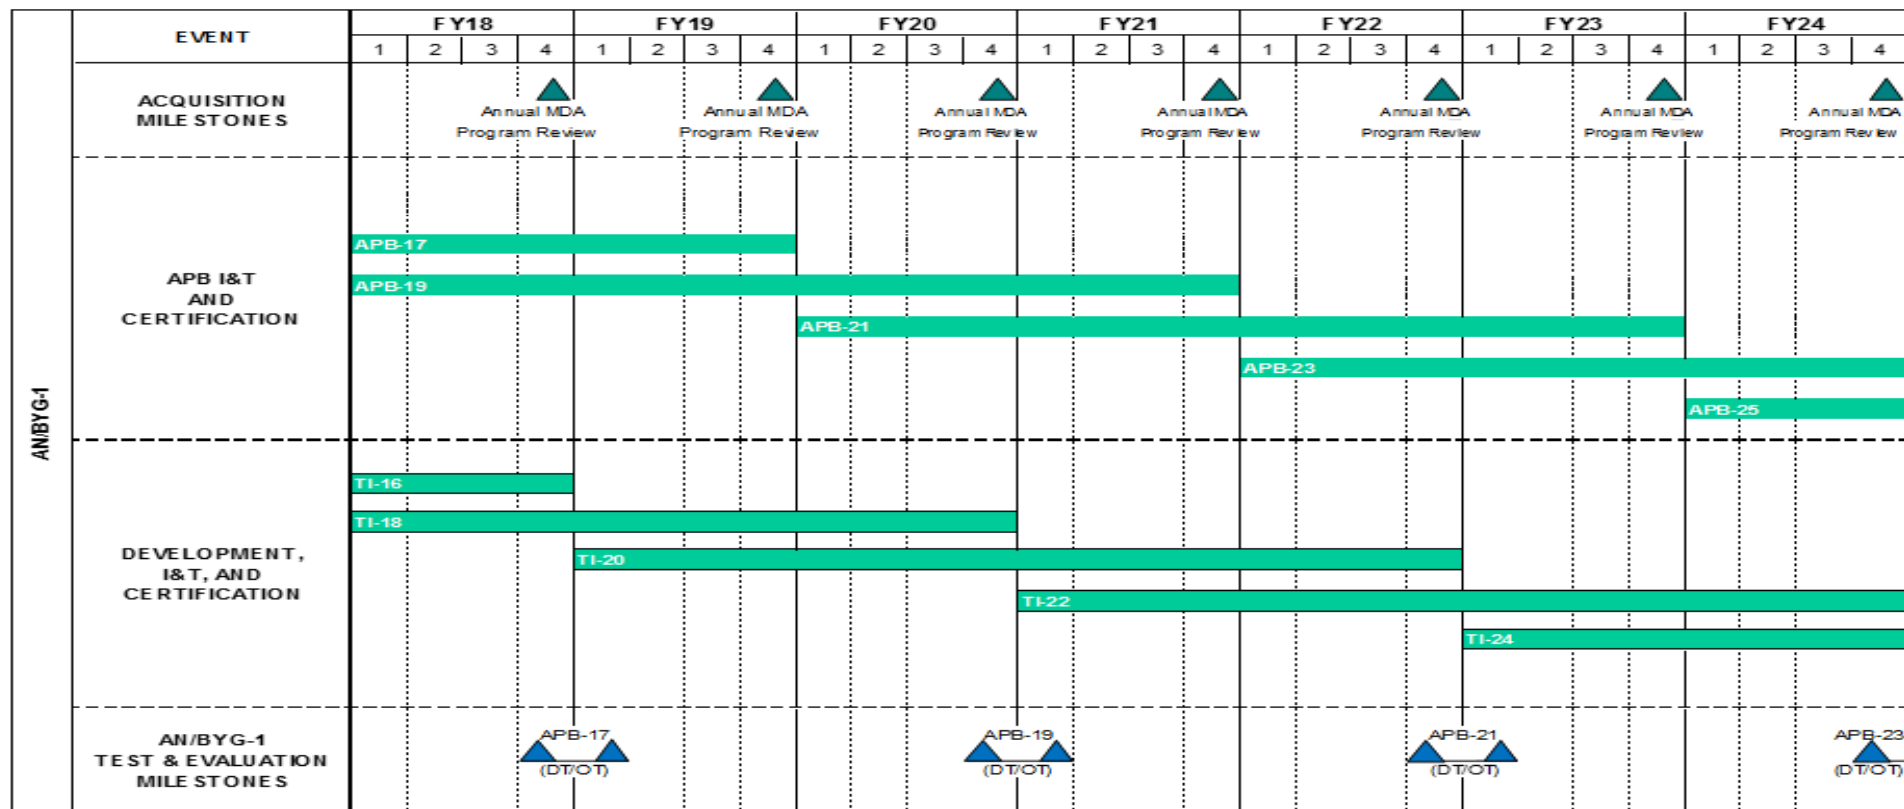 EVENT
FY18 FY19 FY20 FY21 FY22 FY23 FY24
1 2 3 4 1 2 3 4 1 2 3 4 1 2 3 4 1 2 3 4 1 2 3 4 1 2 3 4
AN/BYG-1
ACQUISITION
MILESTONES
Annual MDA
Program Review
Annual MDA
Program Review
Annual MDA
Program Review
Annual MDA
Program Review
Annual MDA
Program Review
Annual MDA
Program Review
Annual MDA
Program Review
APB I&T
AND
CERTIFICATION
APB-17
APB-19
APB-21
APB-23
APB-25
DEVELOPMENT,
I&T, AND
CERTIFICATION
TI-16
TI-18
TI-20
TI-22
TI-24
AN/BYG-1
TEST & EVALUATION
MILESTONES
APB-17
(DT/OT)
APB-19
(DT/OT)
APB-21
(DT/OT)
APB-23
(DT/OT)